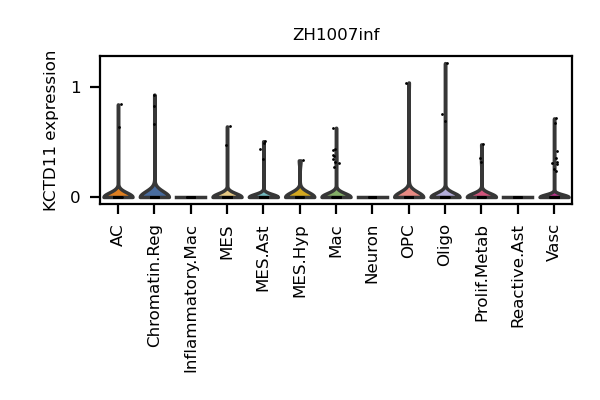 ZH1007inf
KCTD11 expression
1
0
AC
Chromatin.Reg
Inflammatory.Mac
MES
MES.Ast
MES.Hyp
Mac
Neuron
OPC
Oligo
Prolif.Metab
Reactive.Ast
Vasc